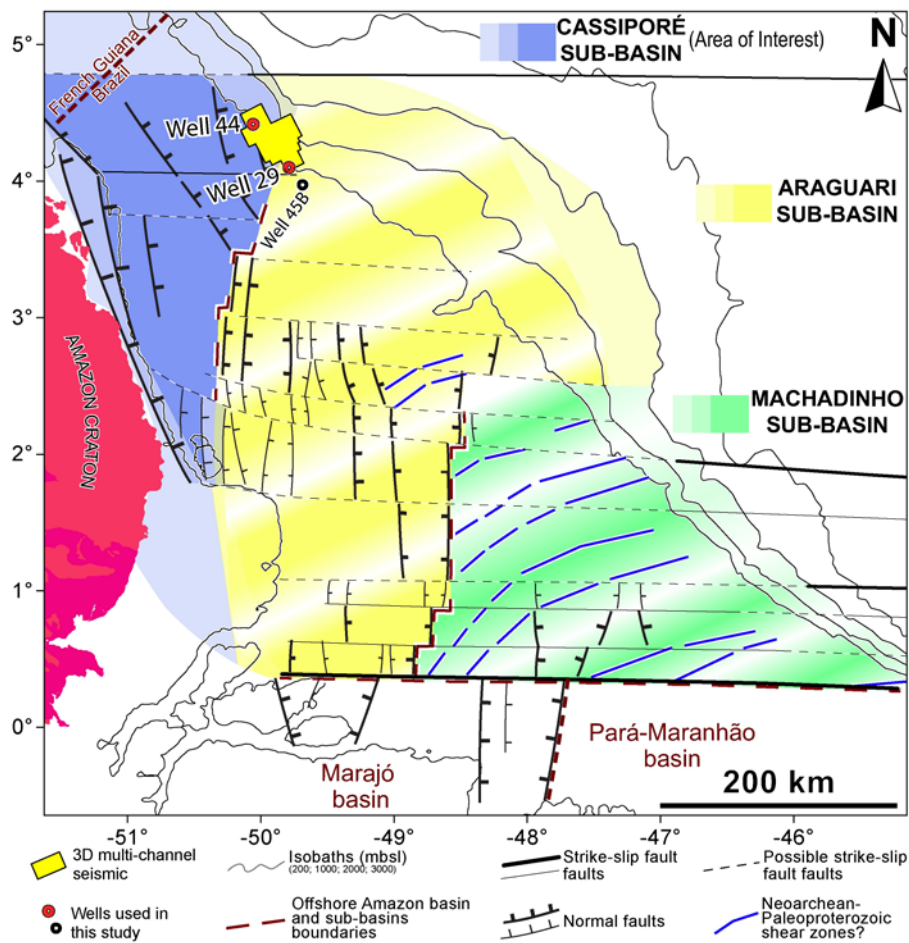 CASSIPORÉ (Area of Interest)
SUB-BASIN
N
5°
French Guiana
Brazil
Well 44
4°
Well 29
Well 45B
ARAGUARI
SUB-BASIN
3°
AMAZON CRATON
MACHADINHO
SUB-BASIN
2°
1°
0°
Marajó
basin
Pará-Maranhão
basin
200 km
-51 -50 -49 -48 -47 -46
3D multi-channel
seismic
Isobaths (mbsl)
(200; 1000; 2000; 3000)
Strike-slip fault
faults
Possible strike-slip
fault faults
Wells used in
this study
Offshore Amazon basin
and sub-basins
boundaries
Normal faults
Neoarchean-
Paleoproterozoic
shear zones?